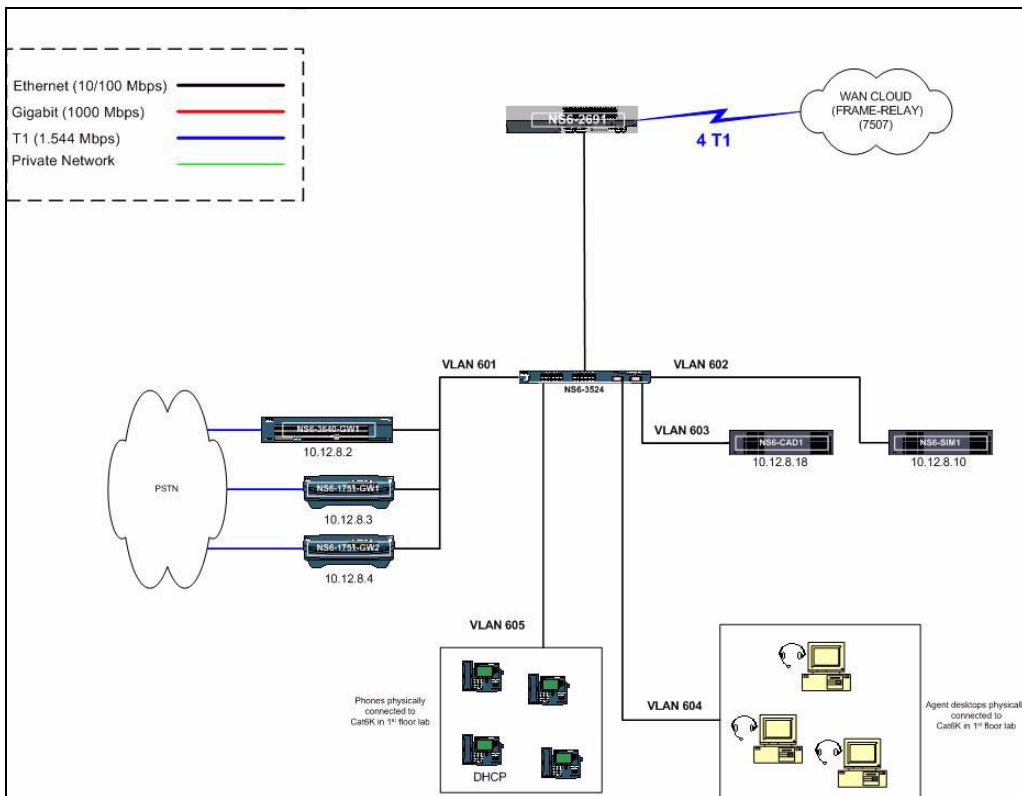 Ethernet (10/100 Mbps)
Gigabit (1000 Mbps)
T1 (1.544 Mbps)
Private Network
NS6-2691
4 T1
WAN CLOUD
(FRAME-RELAY)
(7507)
VLAN 601
NS6-3524
VLAN 602
VLAN 603
NS6-3640-GW1
10.12.8.2
NS6-CAD1
10.12.8.18
NS6-SIM1
10.12.8.10
PSTN
NS6-1751-GW1
10.12.8.3
NS6-1751-GW2
10.12.8.4
VLAN 605
Phones physically
connected to
Cat6K in 1st floor lab
DHCP
VLAN 604
Agent desktops physically
connected to
Cat6K in 1st floor lab